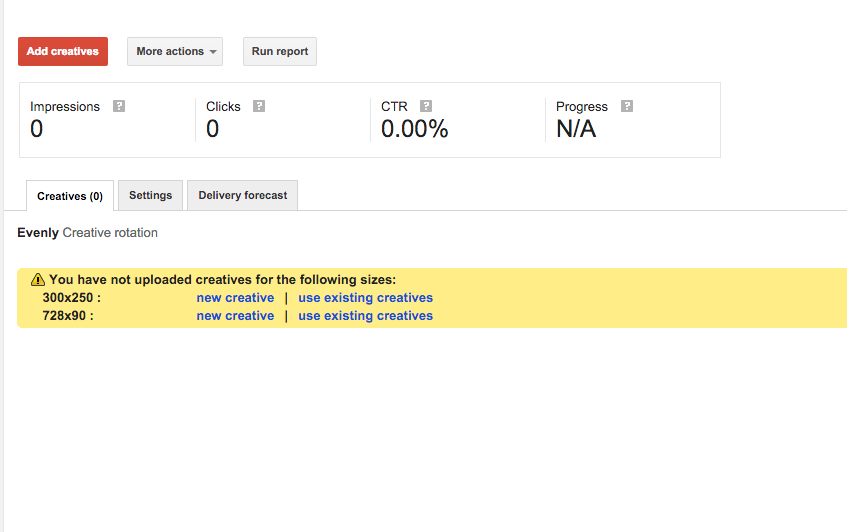 Add creatives More actions Run report
Impressions ? Clicks ? CTR ? Progress ?
0 0 0.00% N/A
Creatives (0) Settings Delivery forecast
Evenly Creative rotation
You have not uploaded creatives for the following sizes:
300x250 : new creative | use existing creatives
728x90 : new creative | use existing creatives